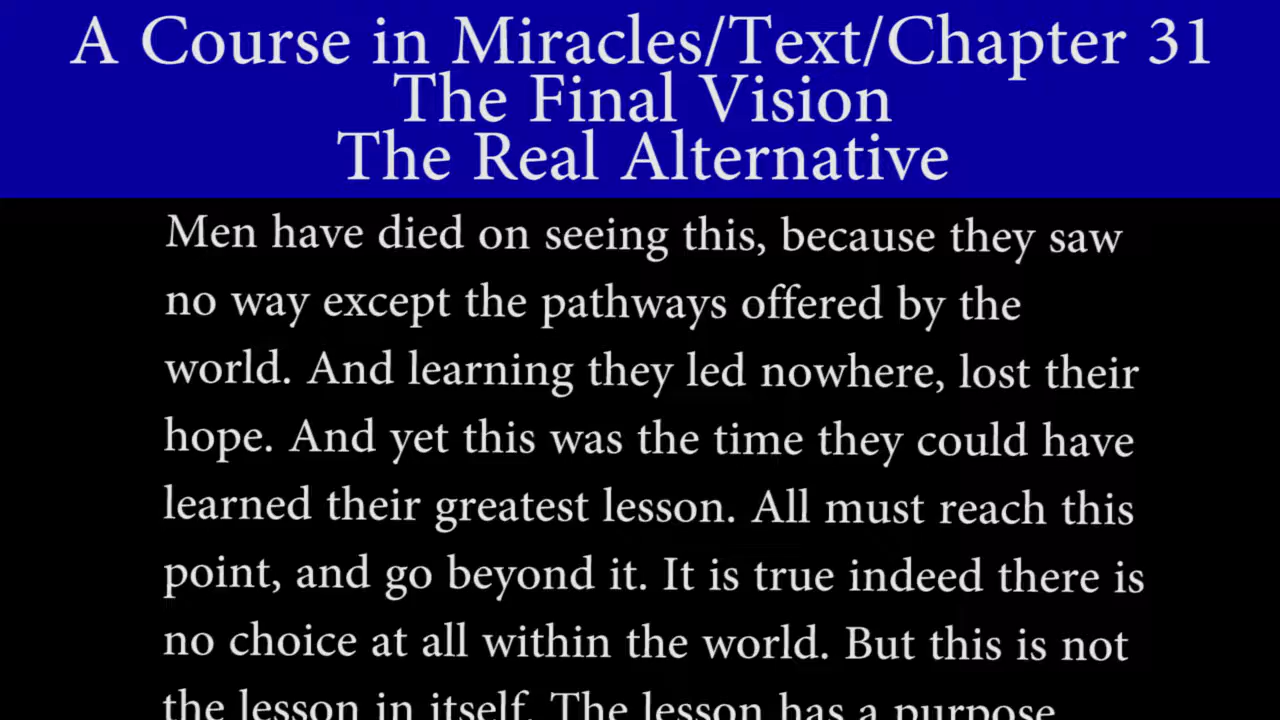 A Course in Miracles/Text/Chapter 31
The Final Vision
The Real Alternative
Men have died on seeing this, because they saw
no way except the pathways offered by the
world. And learning they led nowhere, lost their
hope. And yet this was the time they could have
learned their greatest lesson. All must reach this
point, and go beyond it. It is true indeed there is
no choice at all within the world. But this is not
the lesson in itself. The lesson has a purpose